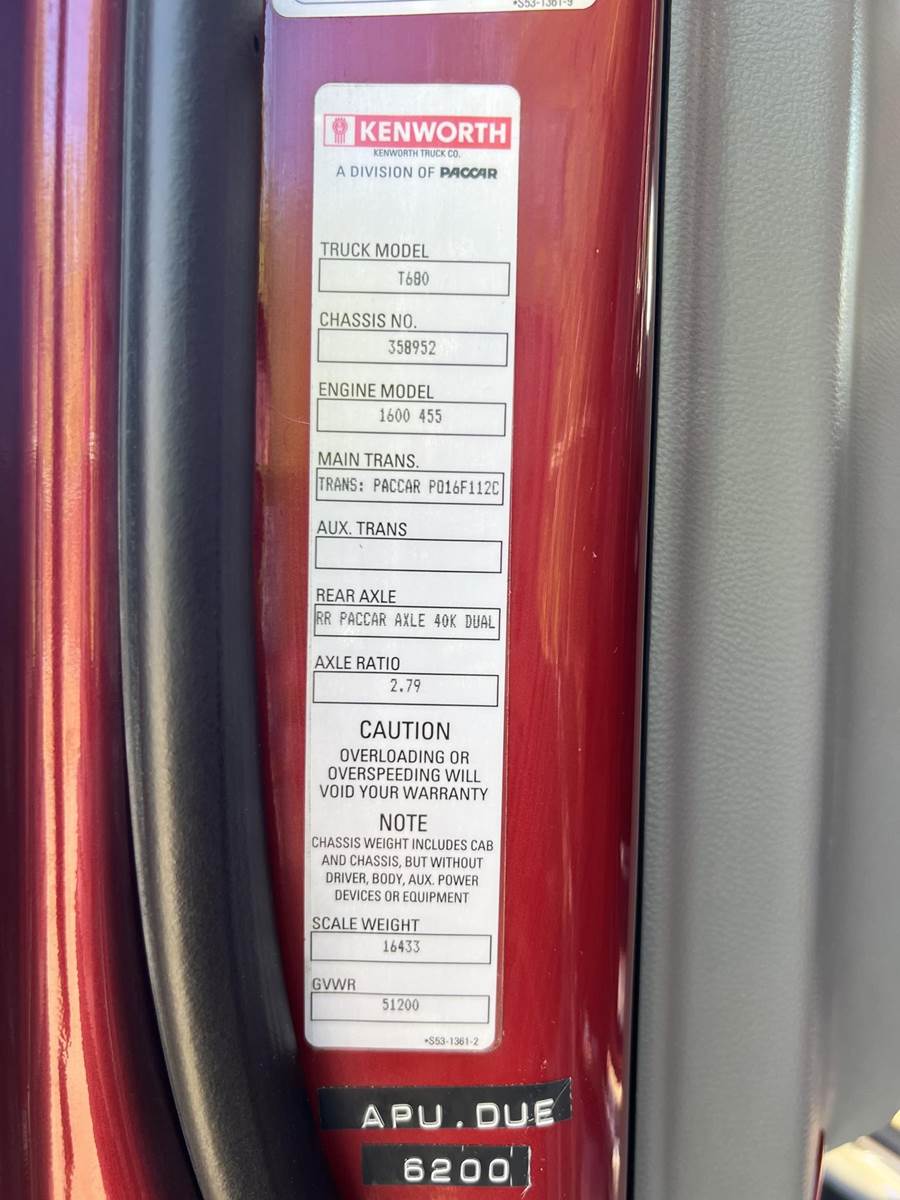 *S53-1361-9
KENWORTH
KENWORTH TRUCK CO.
A DIVISION OF PACCAR
TRUCK MODEL
T680
CHASSIS NO.
358952
ENGINE MODEL
1600 455
MAIN TRANS.
TRANS: PACCAR PO16F112C
AUX. TRANS
REAR AXLE
RR PACCAR AXLE 40K DUAL
AXLE RATIO
2.79
CAUTION
OVERLOADING OR
OVERSPEEDING WILL
VOID YOUR WARRANTY
NOTE
CHASSIS WEIGHT INCLUDES CAB
AND CHASSIS, BUT WITHOUT
DRIVER, BODY, AUX. POWER
DEVICES OR EQUIPMENT
SCALE WEIGHT
16433
GVWR
51200
*S53-1361-2
APU.DUE
6200